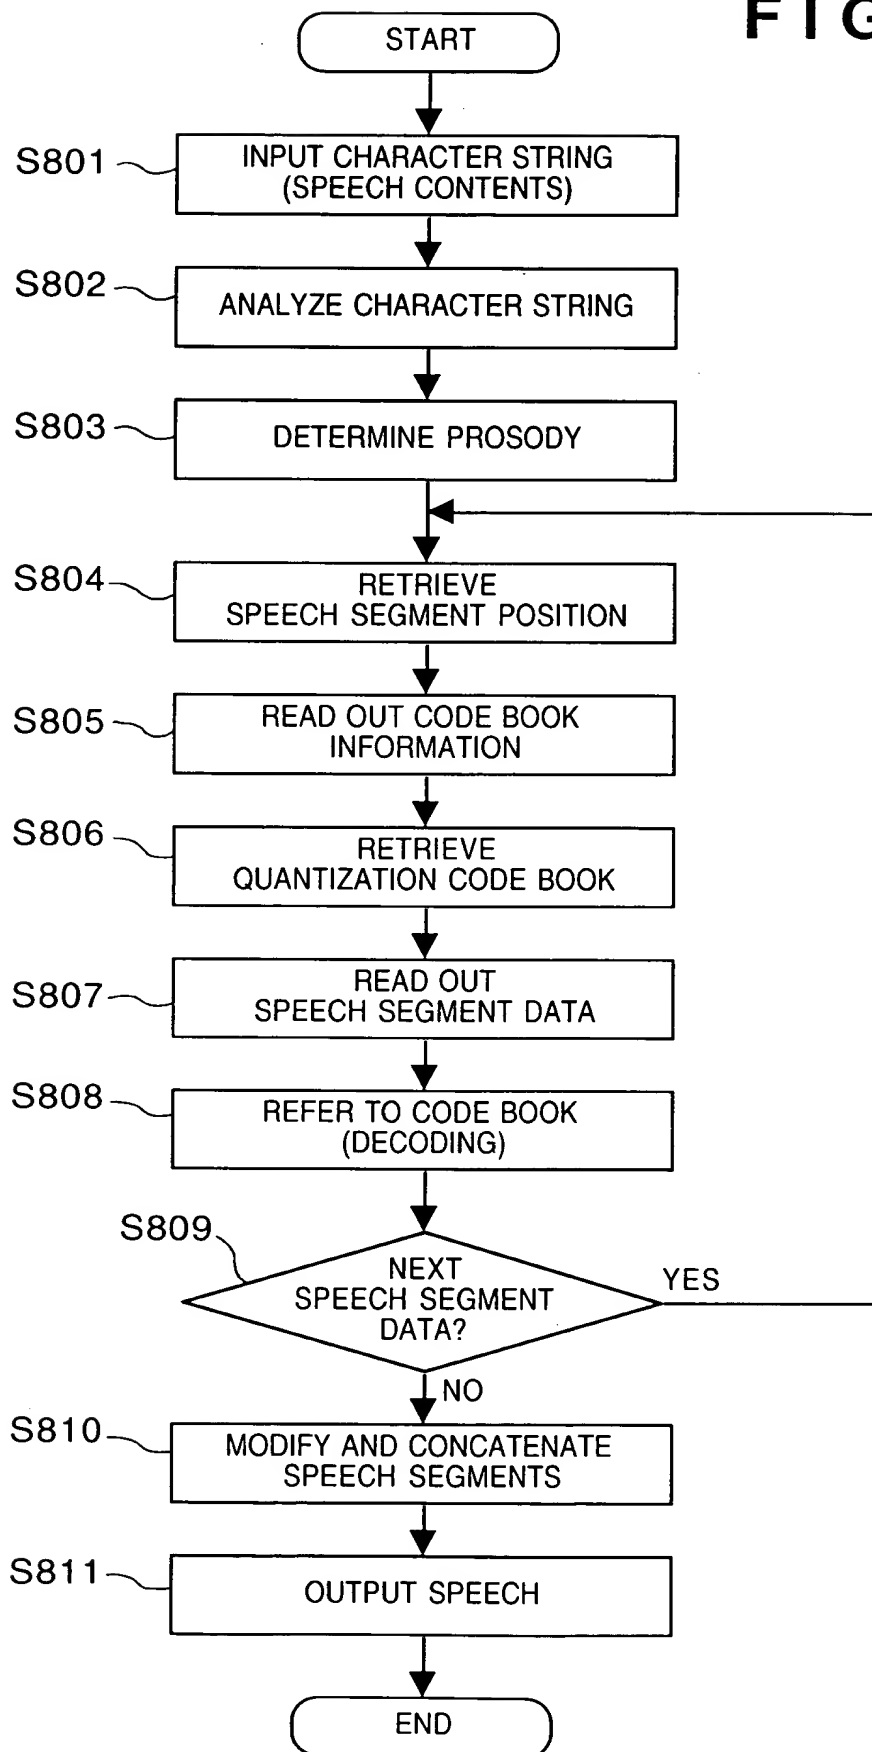 FIG
START
S801
INPUT CHARACTER STRING
(SPEECH CONTENTS)
S802
ANALYZE CHARACTER STRING
S803
DETERMINE PROSODY
S804
RETRIEVE
SPEECH SEGMENT POSITION
S805
READ OUT CODE BOOK
INFORMATION
S806
RETRIEVE
QUANTIZATION CODE BOOK
S807
READ OUT
SPEECH SEGMENT DATA
S808
REFER TO CODE BOOK
(DECODING)
S809
NEXT
SPEECH SEGMENT
DATA?
YES
NO
S810
MODIFY AND CONCATENATE
SPEECH SEGMENTS
S811
OUTPUT SPEECH
END